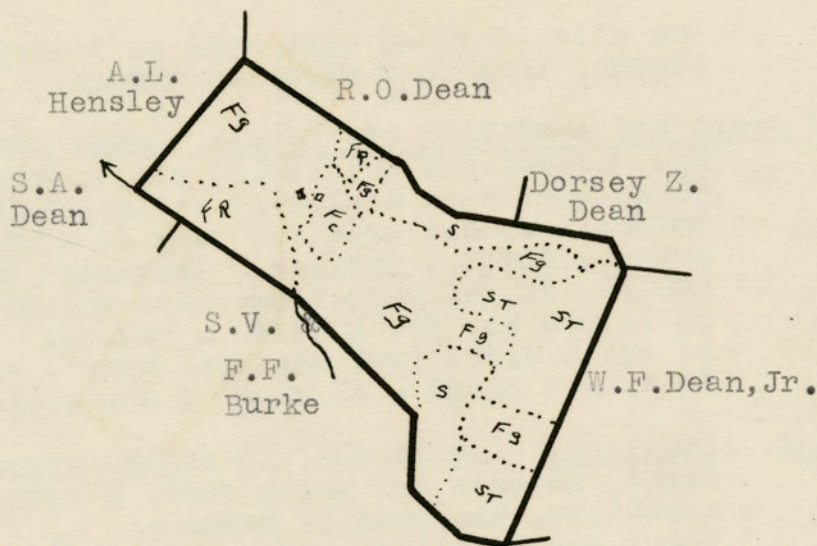 A.L.
Hensley
R.O.Dean
Fg
FR
Fg
S.A.
Dean
Dorsey Z.
Dean
FR
Fc
S
Fg
ST
ST
Fg
Fg
S.V. &
F.F.
Burke
W.F.Dean,Jr.
S
Fg
ST